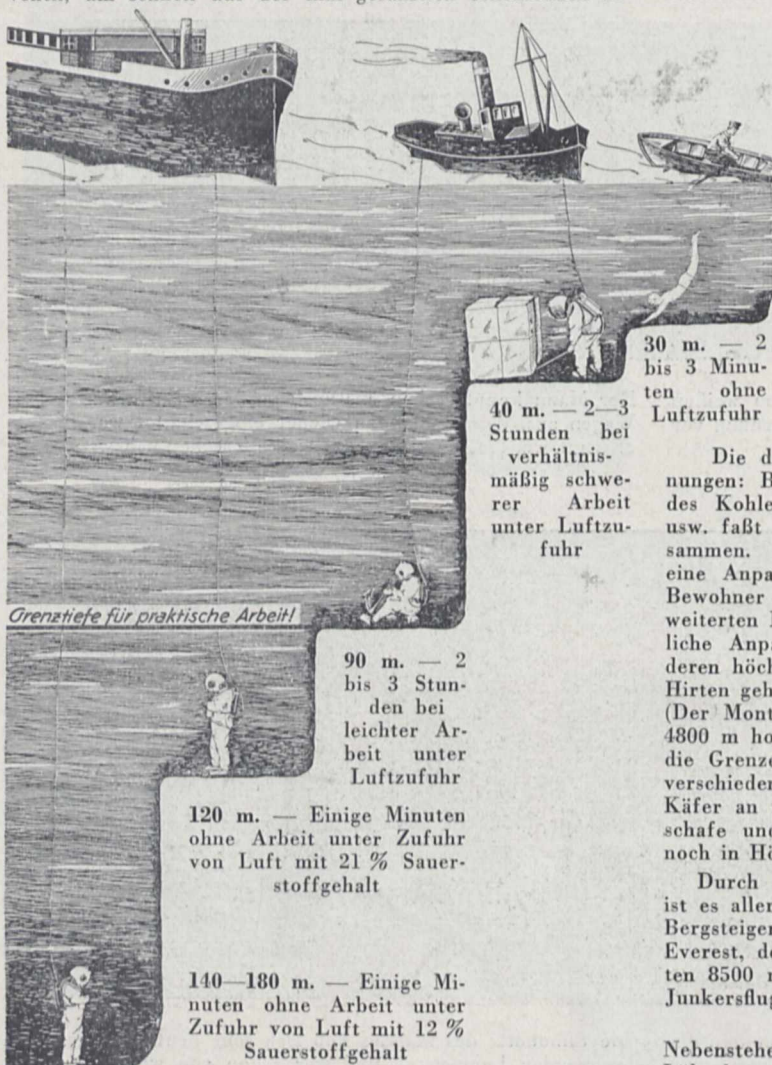 30 m. — 2
bis 3 Minu-
ten ohne
Luftzufuhr
40 m. — 2—3
Stunden bei
verhältnis-
mäßig schwe-
rer Arbeit
unter Luftzu-
fuhr
Grenztiefe für praktische Arbeit!
90 m. — 2
bis 3 Stun-
den bei
leichter Ar-
beit unter
Luftzufuhr
120 m. — Einige Minuten
ohne Arbeit unter Zufuhr
von Luft mit 21 % Sauer-
stoffgehalt
140—180 m. — Einige Mi-
nuten ohne Arbeit unter
Zufuhr von Luft mit 12 %
Sauerstoffgehalt
Die d
nungen: B
des Kohle
usw. faßt
sammen.
eine Anpa
Bewohner
weiterten
liche Anpa
deren höch
Hirten geh
(Der Mont
4800 m ho
die Grenze
verschieden
Käfer an
schafe und
noch in Hö
Durch
ist es aller
Bergsteiger
Everest, de
ten 8500 m
Junkersflug
Nebenstehe